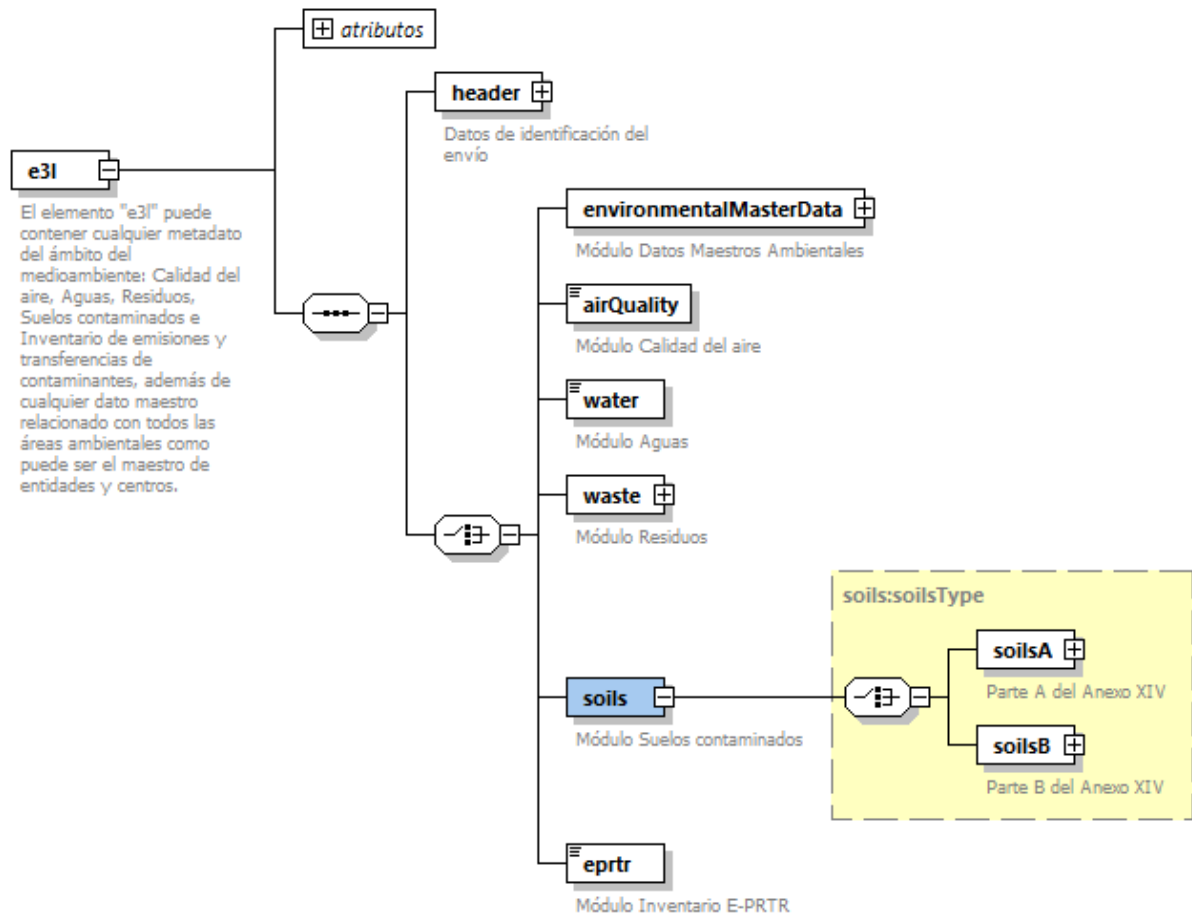 atributos
header
Datos de identificación del
envío
e3l
El elemento "e3l" puede
contener cualquier metadato
del ámbito del
medioambiente: Calidad del
aire, Aguas, Residuos,
Suelos contaminados e
Inventario de emisiones y
transferencias de
contaminantes, además de
cualquier dato maestro
relacionado con todos las
áreas ambientales como
puede ser el maestro de
entidades y centros.
environmentalMasterData
Módulo Datos Maestros Ambientales
airQuality
Módulo Calidad del aire
water
Módulo Aguas
waste
Módulo Residuos
soils
Módulo Suelos contaminados
soils:soilsType
soilsA
Parte A del Anexo XIV
soilsB
Parte B del Anexo XIV
eprtr
Módulo Inventario E-PRTR